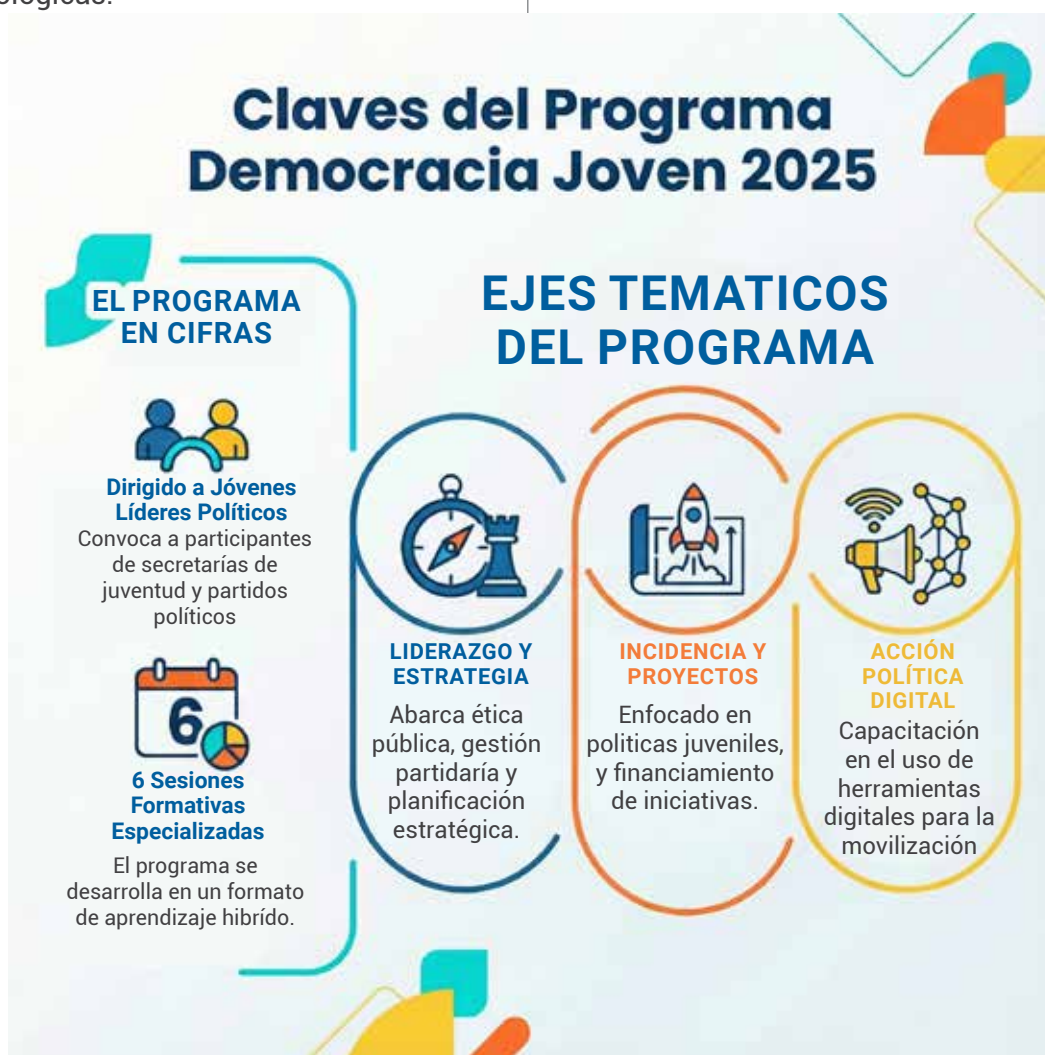 ológicas.
Claves del Programa
Democracia Joven 2025
EL PROGRAMA
EN CIFRAS
Dirigido a Jóvenes
Líderes Políticos
Convoca a participantes
de secretarías de
juventud y partidos
políticos
6
6 Sesiones
Formativas
Especializadas
El programa se
desarrolla en un formato
de aprendizaje hibrído.
EJES TEMATICOS
DEL PROGRAMA
LIDERAZGO Y
ESTRATEGIA
Abarca ética
pública, gestión
partidaría y
planificación
estratégica.
INCIDENCIA Y
PROYECTOS
Enfocado en
politicas juveniles,
y financiamiento
de iniciativas.
ACCIÓN
POLÍTICA
DIGITAL
Capacitación
en el uso de
herramientas
digitales para la
movilización